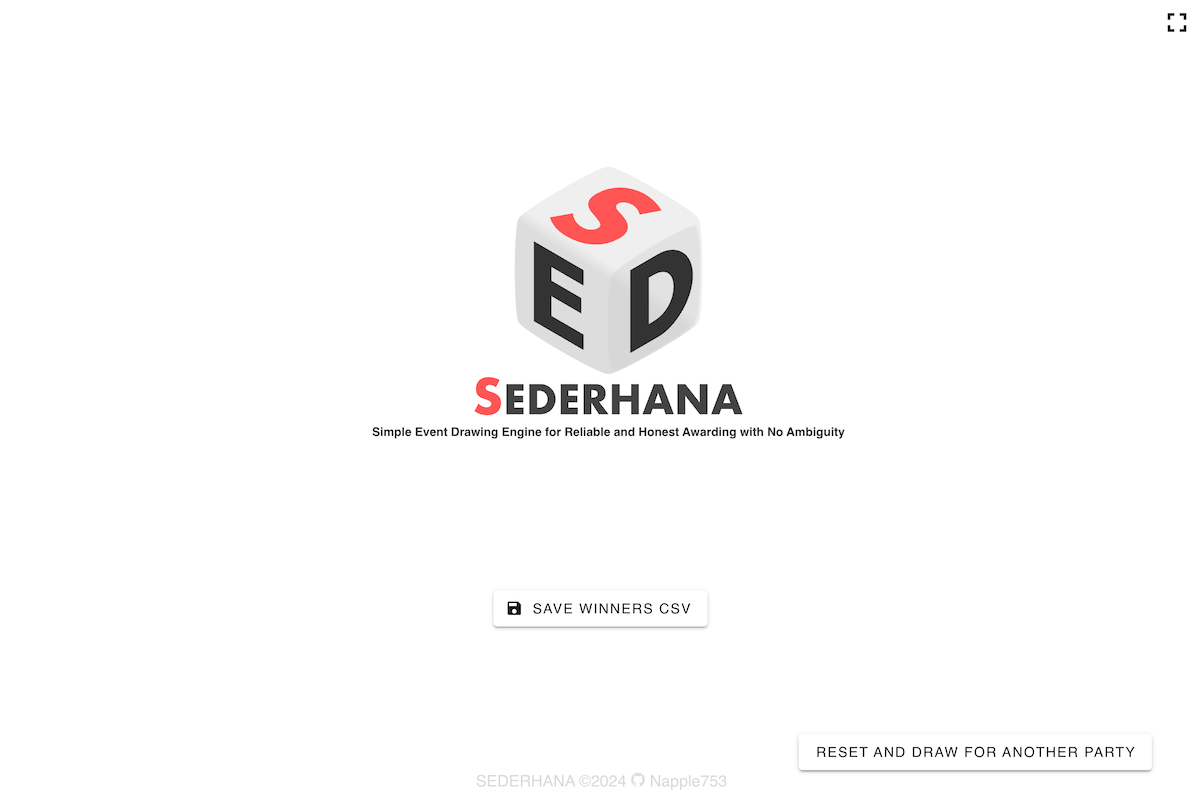 S
E D
SEDERHANA
Simple Event Drawing Engine for Reliable and Honest Awarding with No Ambiguity
SAVE WINNERS CSV
RESET AND DRAW FOR ANOTHER PARTY
SEDERHANA ©2024 Napple753